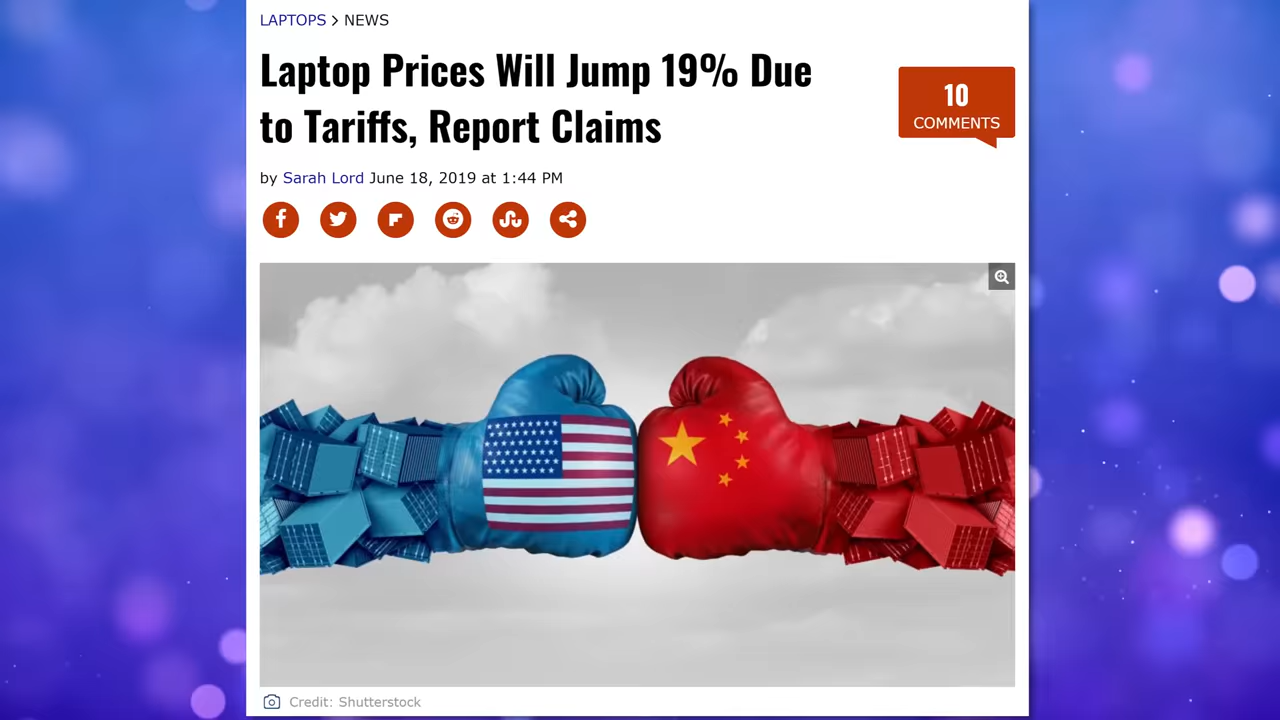 LAPTOPS > NEWS
Laptop Prices Will Jump 19% Due
to Tariffs, Report Claims
10
COMMENTS
by Sarah Lord June 18, 2019 at 1:44 PM
Credit: Shutterstock